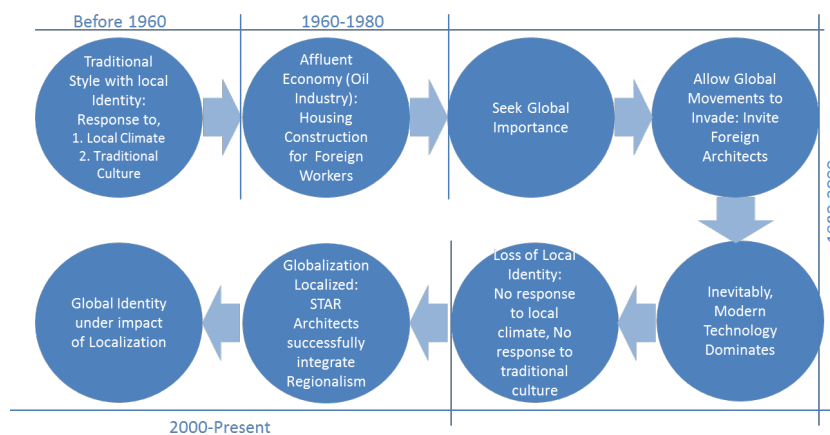 Before 1960
1960-1980
Traditional
Style with local
Identity:
Response to,
1. Local Climate
2. Traditional
Culture
Affluent
Economy (Oil
Industry):
Housing
Construction
for Foreign
Workers
Seek Global
Importance
Allow Global
Movements to
Invade: Invite
Foreign
Architects
Inevitably,
Modern
Technology
Dominates
Loss of Local
Identity:
No response
to local
climate, No
response to
traditional
culture
Globalization
Localized:
STAR
Architects
successfully
integrate
Regionalism
Global Identity
under impact
of Localization
2000-Present